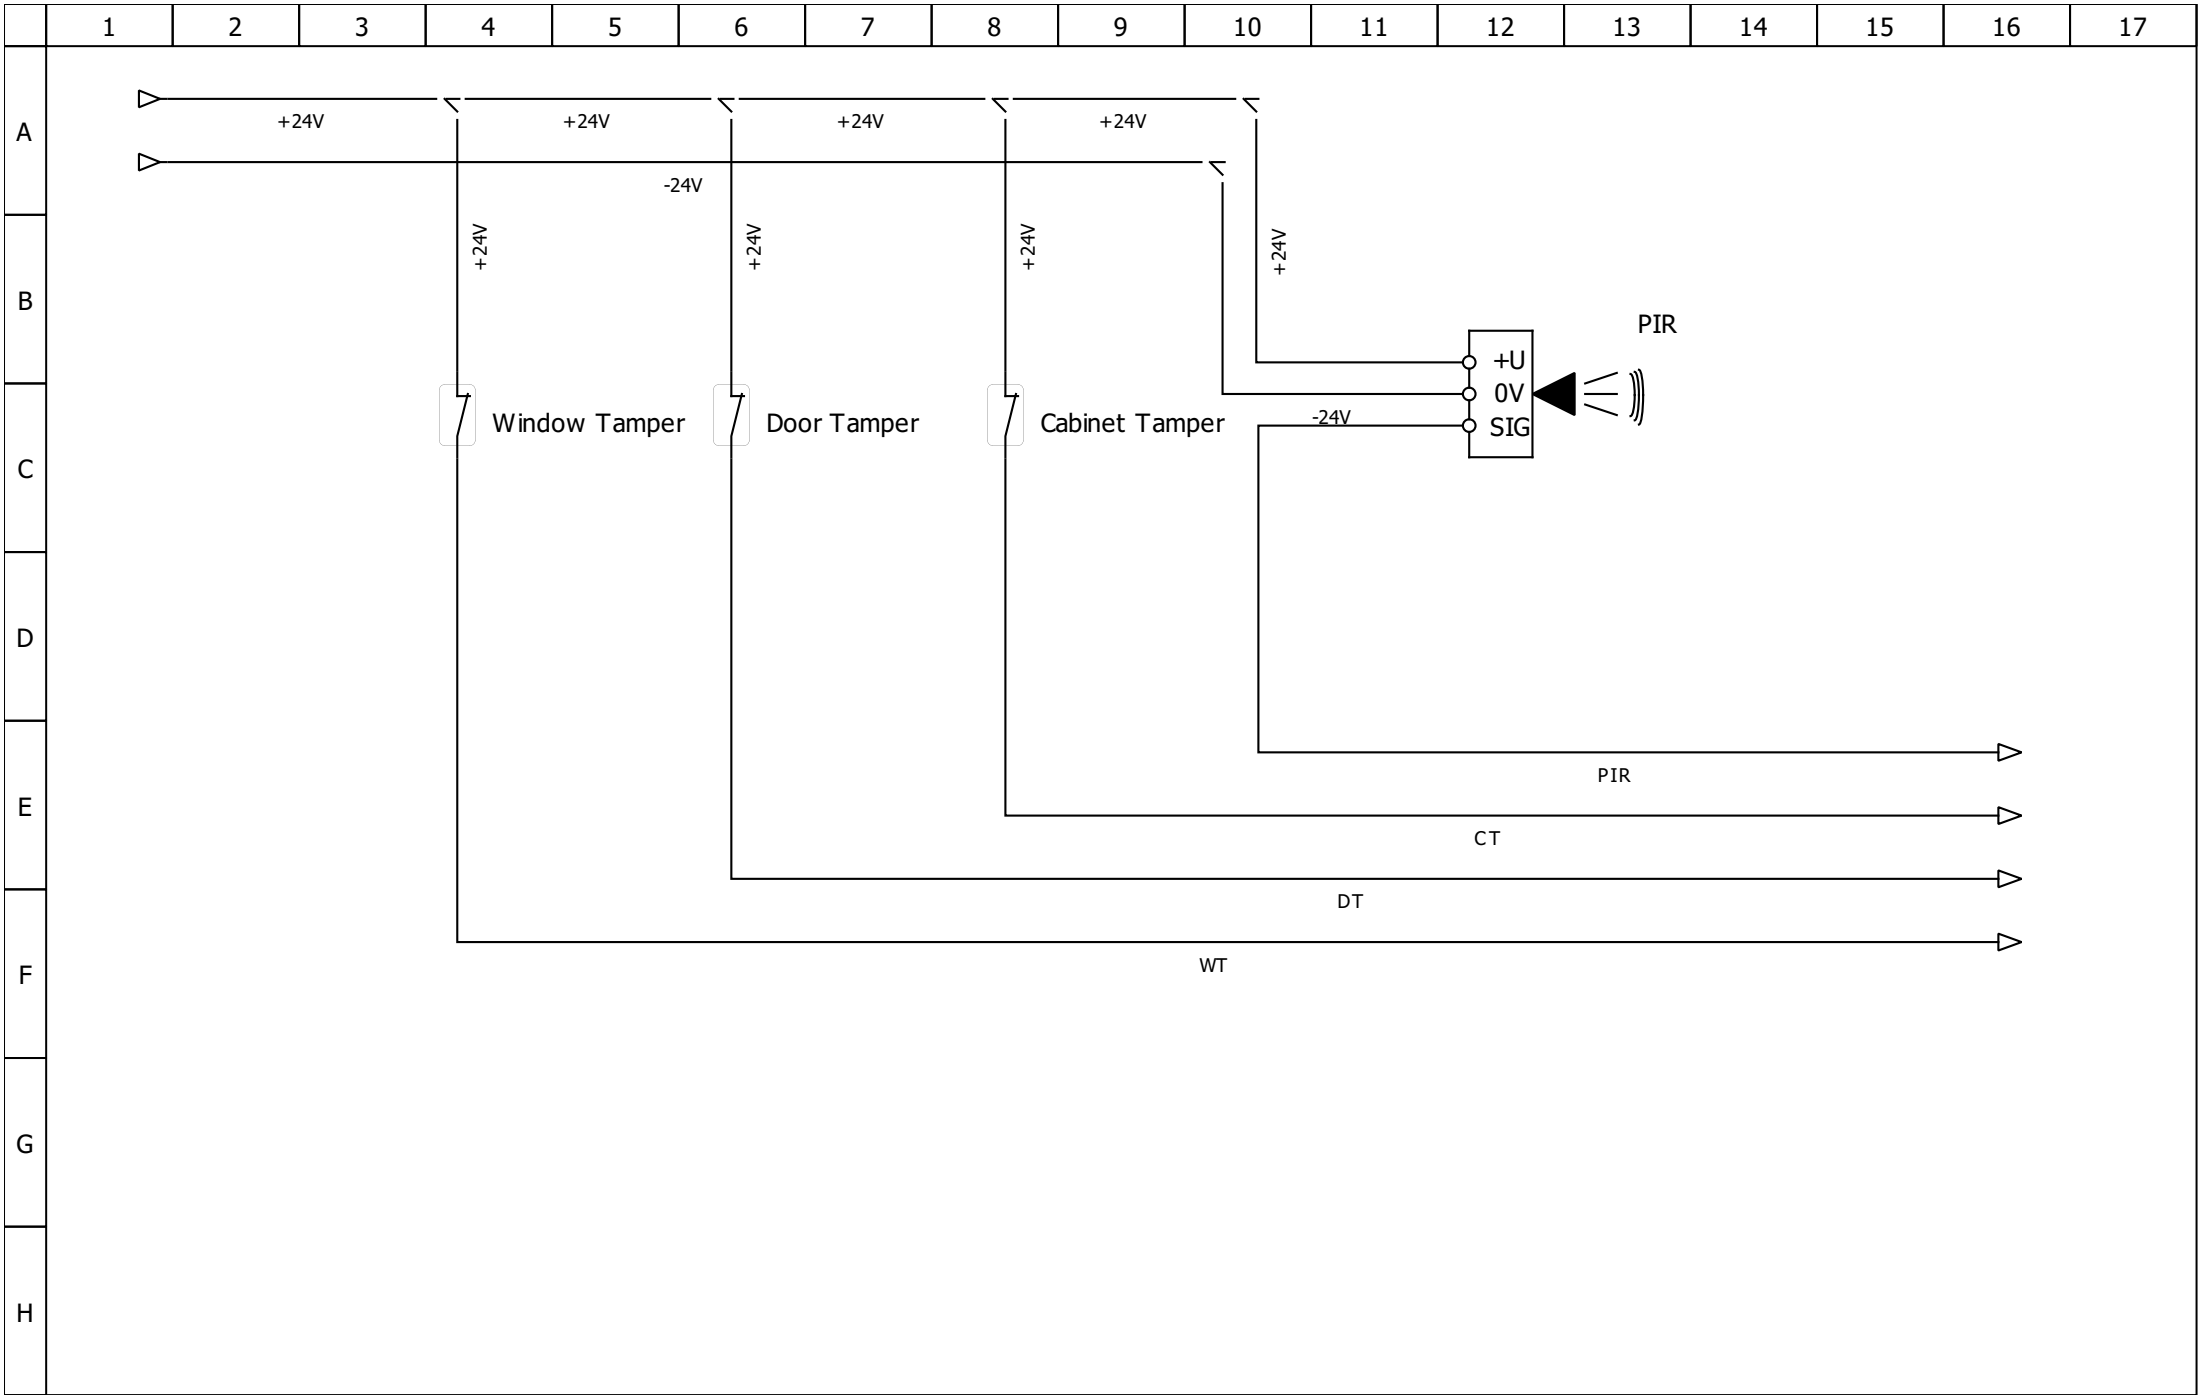 1 2 3 4 5 6 7 8 9 10 11 12 13 14 15 16 17
A
+24V +24V +24V +24V
-24V
+24V +24V +24V +24V
B
PIR
+U
0V
-24V
SIG
Window Tamper Door Tamper Cabinet Tamper
C
D
PIR
E
CT
DT
F
WT
G
H